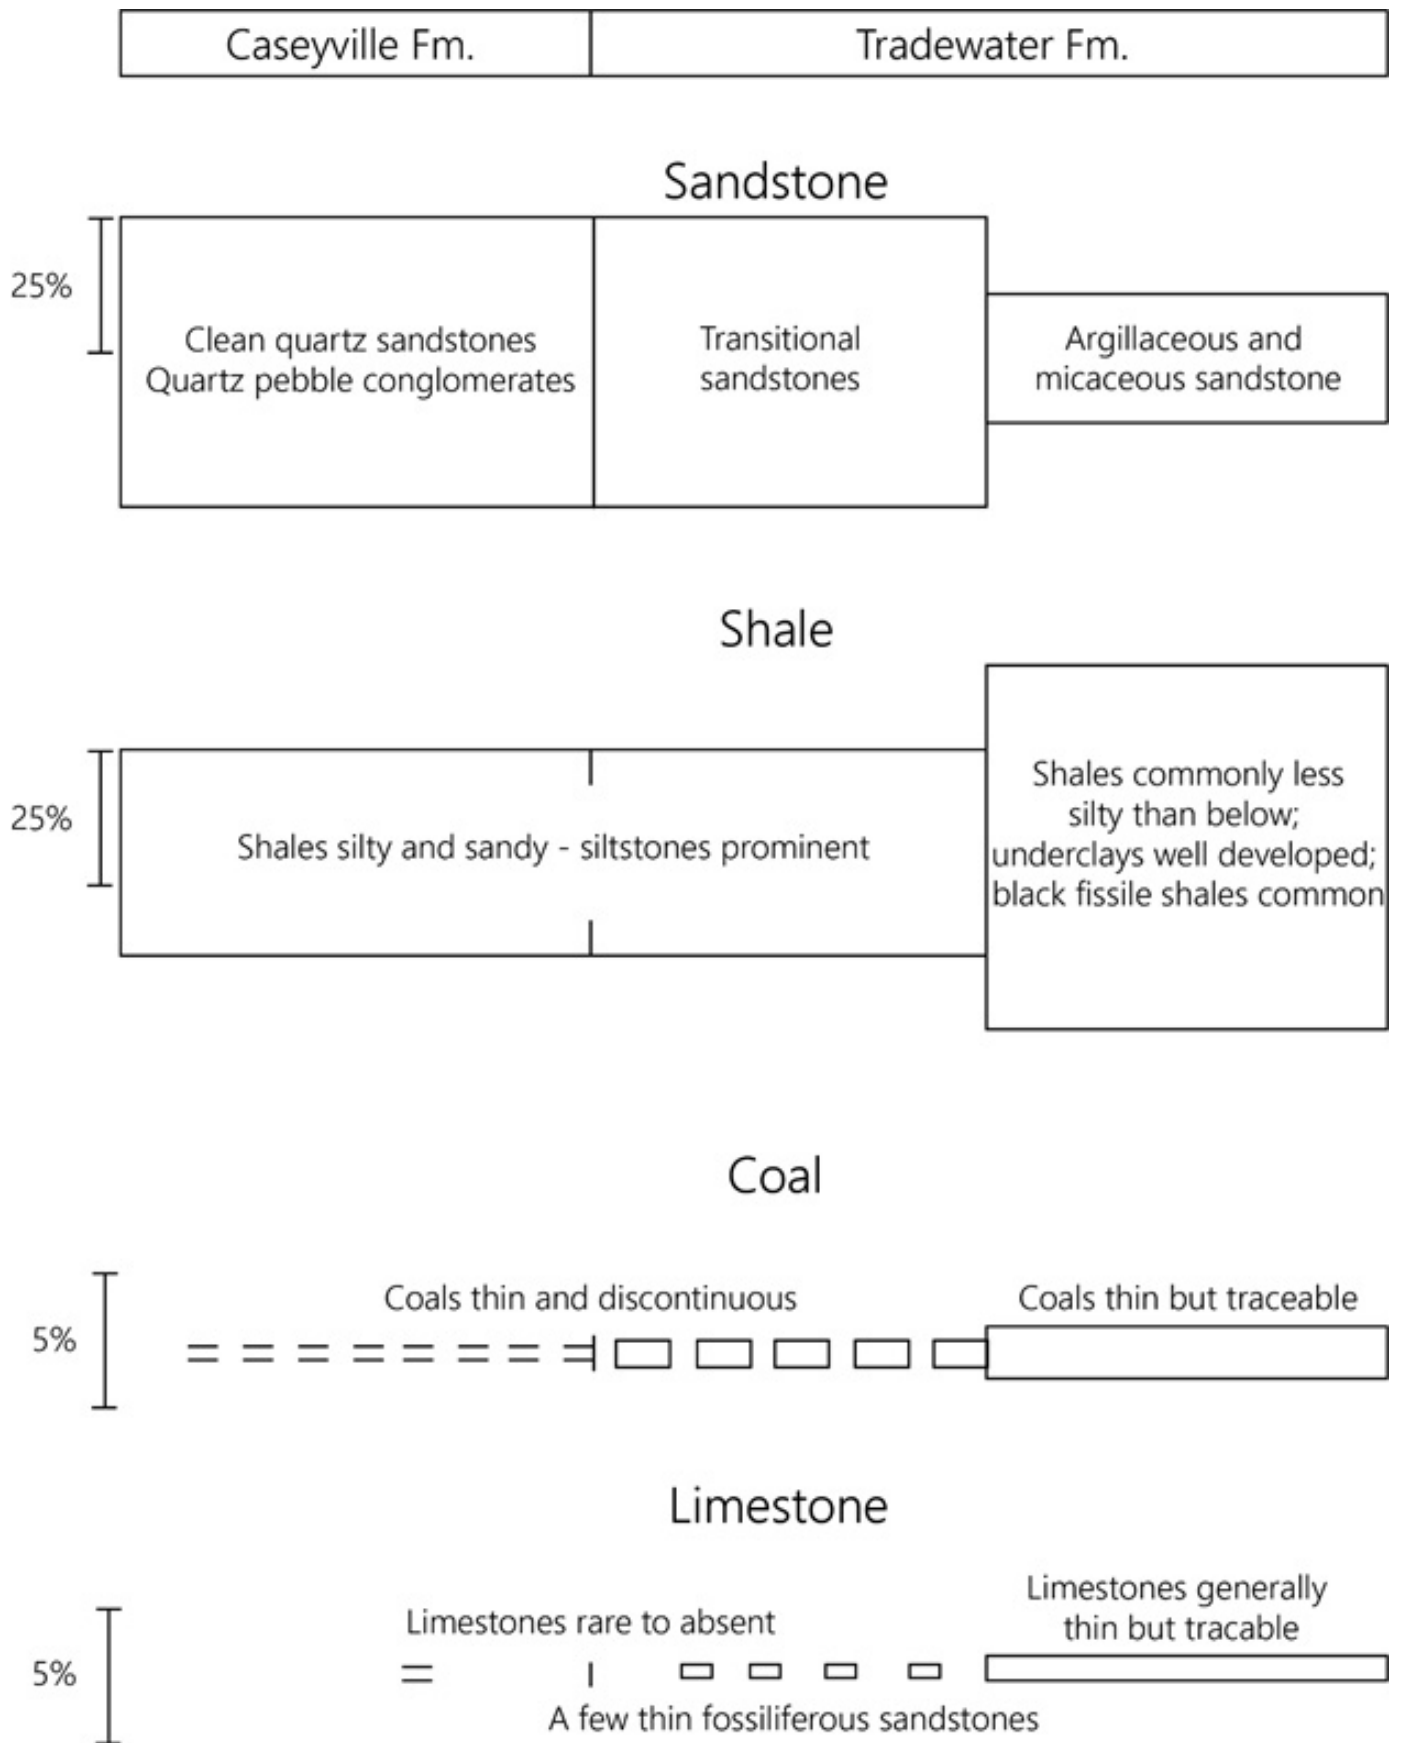 Caseyville Fm.
Tradewater Fm.
Sandstone
25%
Clean quartz sandstones
Quartz pebble conglomerates
Transitional
sandstones
Argillaceous and
micaceous sandstone
Shale
25%
Shales silty and sandy - siltstones prominent
Shales commonly less
silty than below;
underclays well developed;
black fissile shales common
Coal
5%
Coals thin and discontinuous
Coals thin but traceable
Limestone
5%
Limestones rare to absent
A few thin fossiliferous sandstones
Limestones generally
thin but tracable